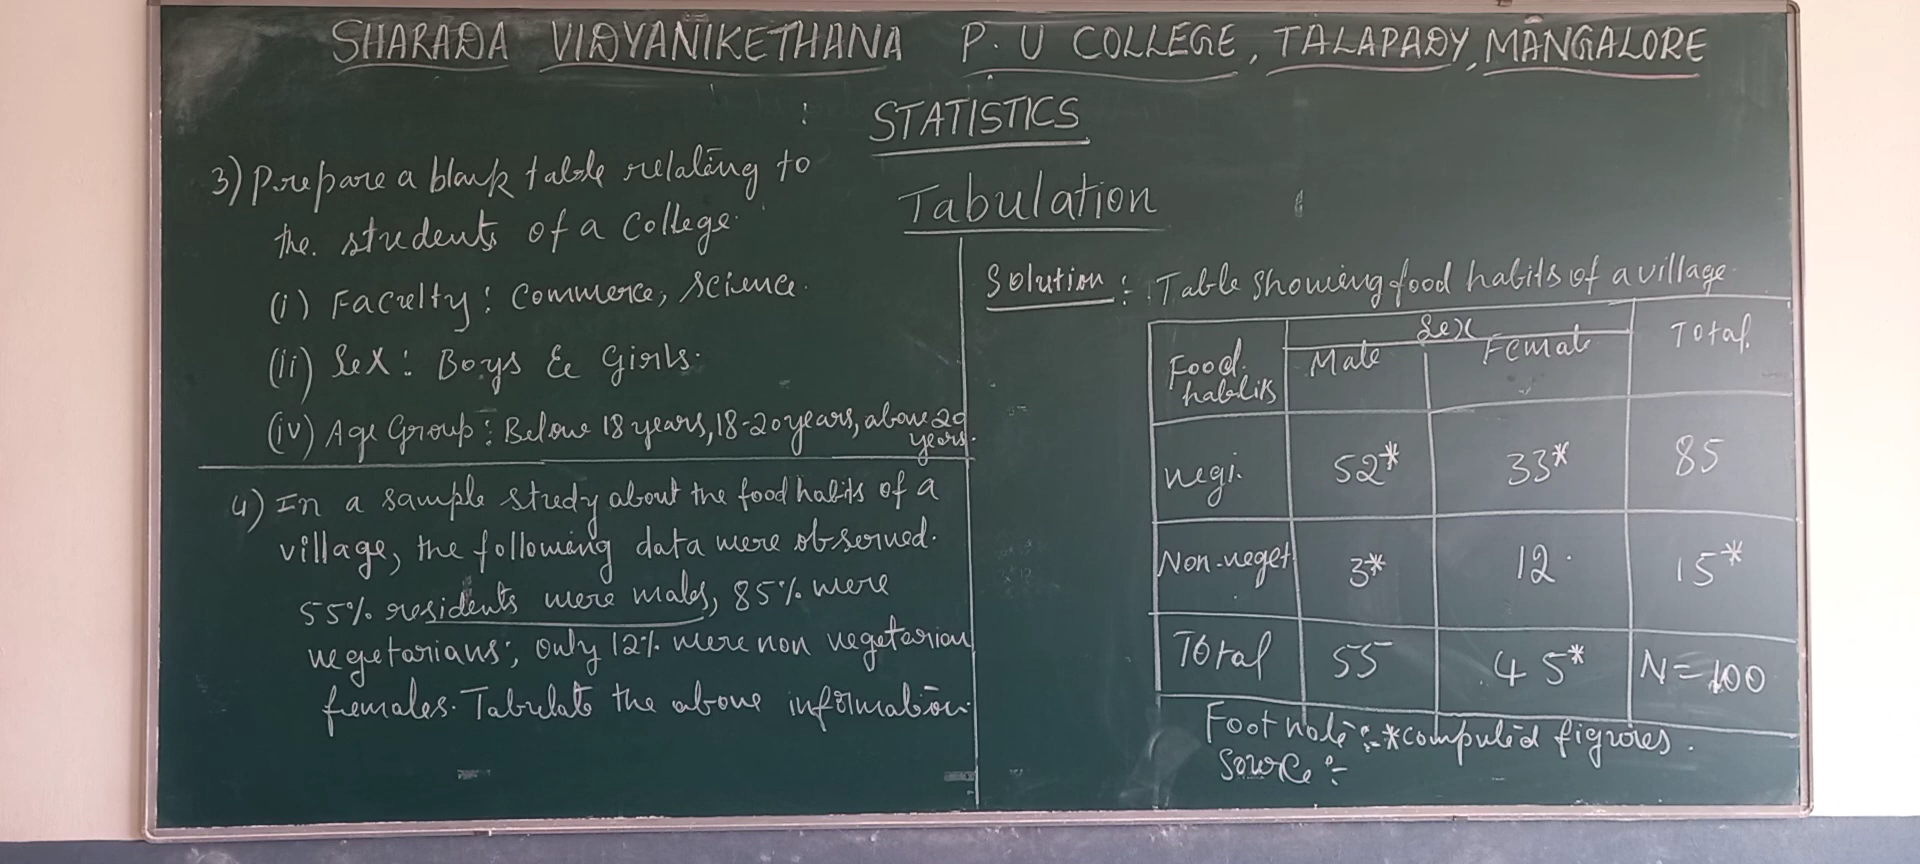 SHARADA VIDYANIKETHANA P.U COLLEGE, TALAPADY, MANGALORE
STATISTICS
Tabulation
3) Prepare a blank table relating to
the students of a College.
(i) Faculty: Commerce, Science.
(ii) Sex: Boys & Girls.
(iv) Age Group: Below 18 years, 18-20 years, above 20
years.
4) In a sample study about the food habits of a
village, the following data were observed.
55% residents were males, 85% were
vegetarians; only 12% were non vegetarian
females. Tabulate the above information.
Solution: Table Showing food habits of a village
Food habits Sex Total
Male Female
vegi. 52* 33* 85
Non-veget 3* 12 15*
Total 55 45* N=100
Foot note :- *computed figures.
Source :-